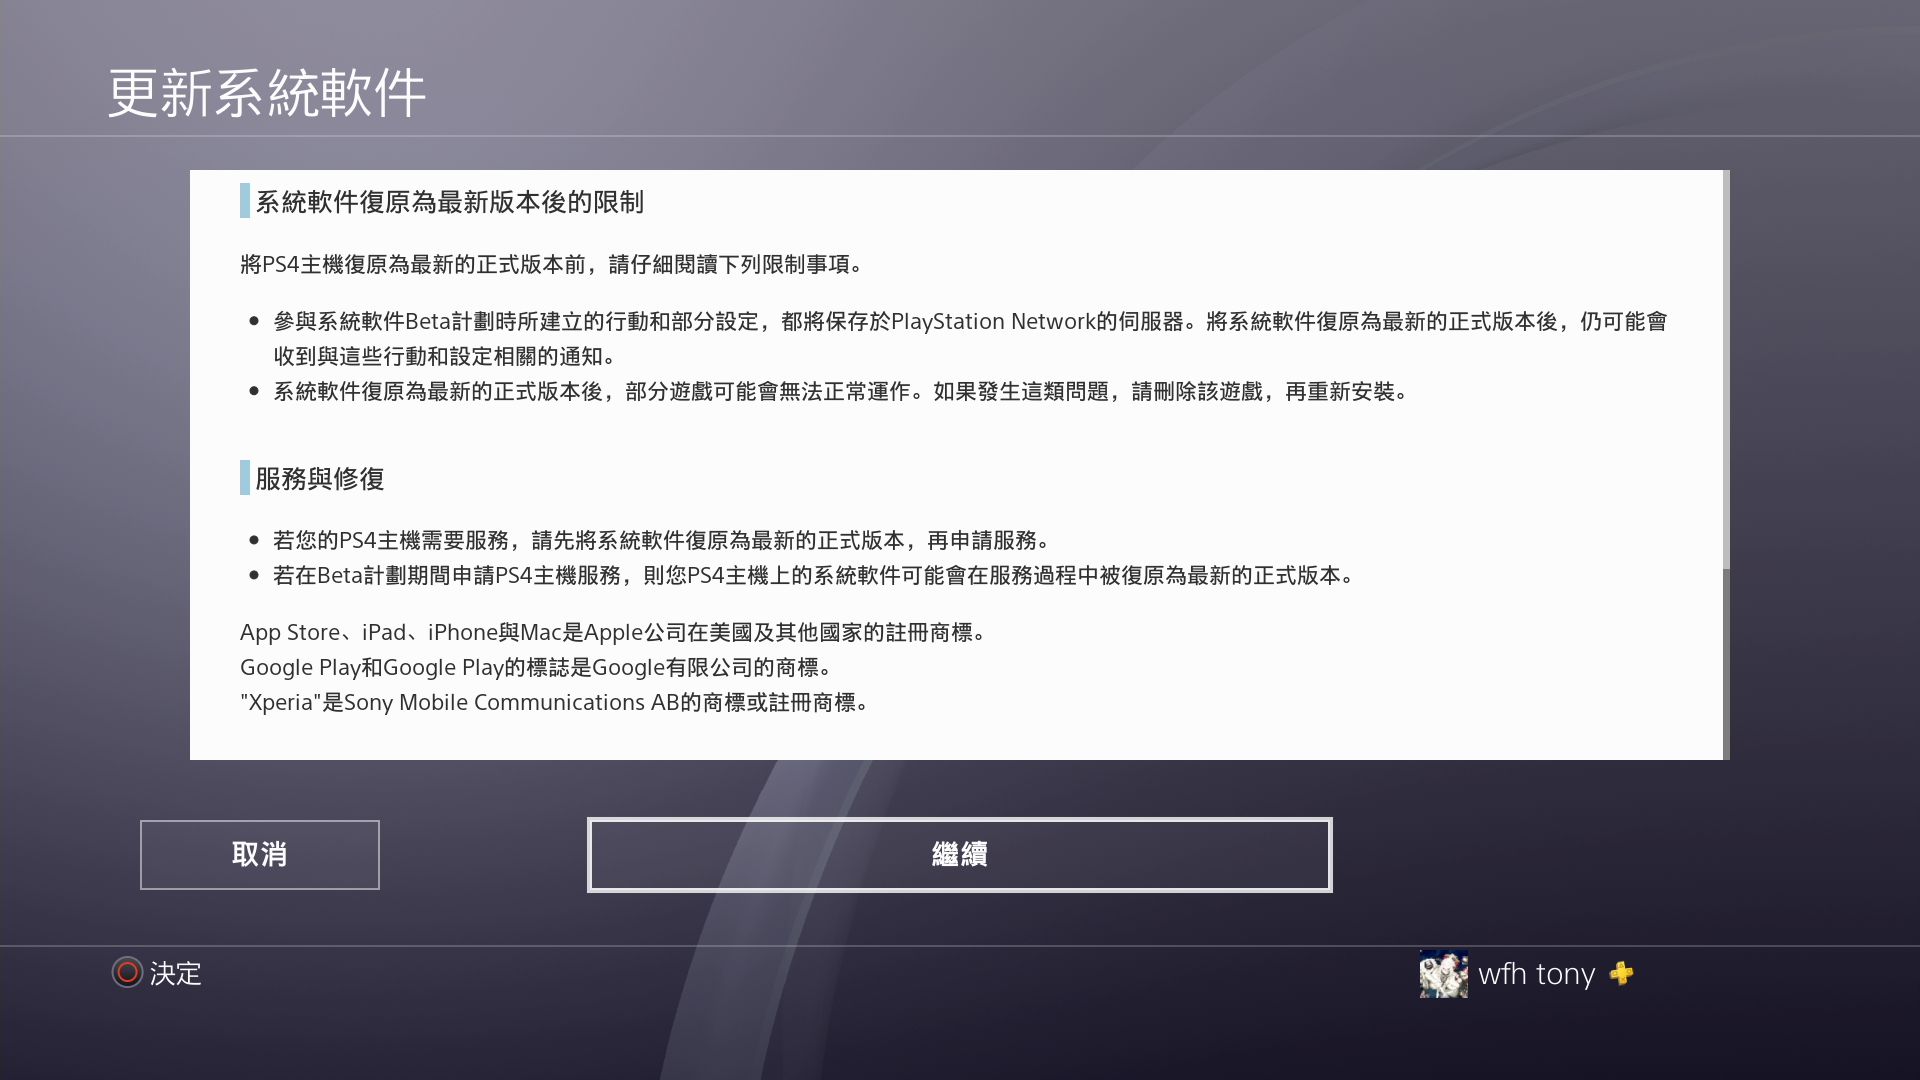 更新系統軟件
系統軟件復原為最新版本後的限制
將PS4主機復原為最新的正式版本前，請仔細閱讀下列限制事項。
● 參與系統軟件Beta計劃時所建立的行動和部分設定，都將保存於PlayStation Network的伺服器。將系統軟件復原為最新的正式版本後，仍可能會
收到與這些行動和設定相關的通知。
● 系統軟件復原為最新的正式版本後，部分遊戲可能會無法正常運作。如果發生這類問題，請刪除該遊戲，再重新安裝。
服務與修復
● 若您的PS4主機需要服務，請先將系統軟件復原為最新的正式版本，再申請服務。
● 若在Beta計劃期間申請PS4主機服務，則您PS4主機上的系統軟件可能會在服務過程中被復原為最新的正式版本。
App Store、iPad、iPhone與Mac是Apple公司在美國及其他國家的註冊商標。
Google Play和Google Play的標誌是Google有限公司的商標。
"Xperia"是Sony Mobile Communications AB的商標或註冊商標。
取消
繼續
決定
wfh tony